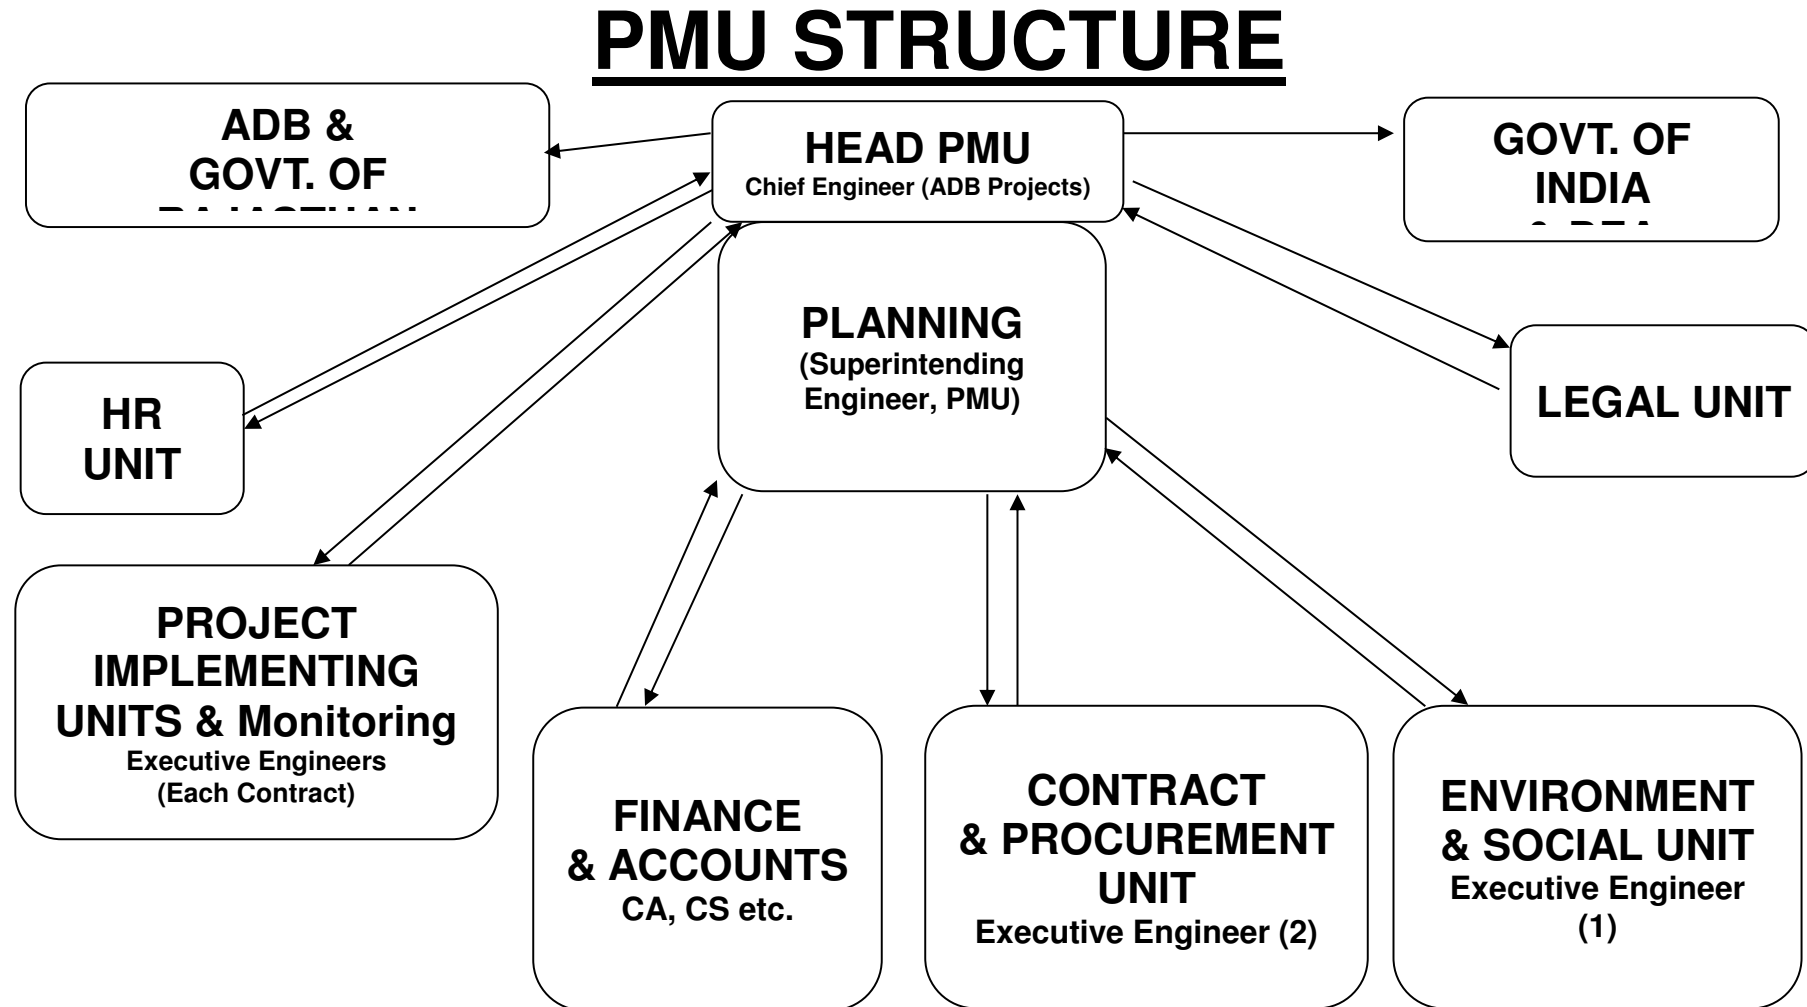 PMU STRUCTURE
ADB &
GOVT. OF
RAJASTHAN
HEAD PMU
Chief Engineer (ADB Projects)
GOVT. OF
INDIA
PLANNING
(Superintending
Engineer, PMU)
HR
UNIT
LEGAL UNIT
PROJECT
IMPLEMENTING
UNITS & Monitoring
Executive Engineers
(Each Contract)
FINANCE
& ACCOUNTS
CA, CS etc.
CONTRACT
& PROCUREMENT
UNIT
Executive Engineer (2)
ENVIRONMENT
& SOCIAL UNIT
Executive Engineer
(1)